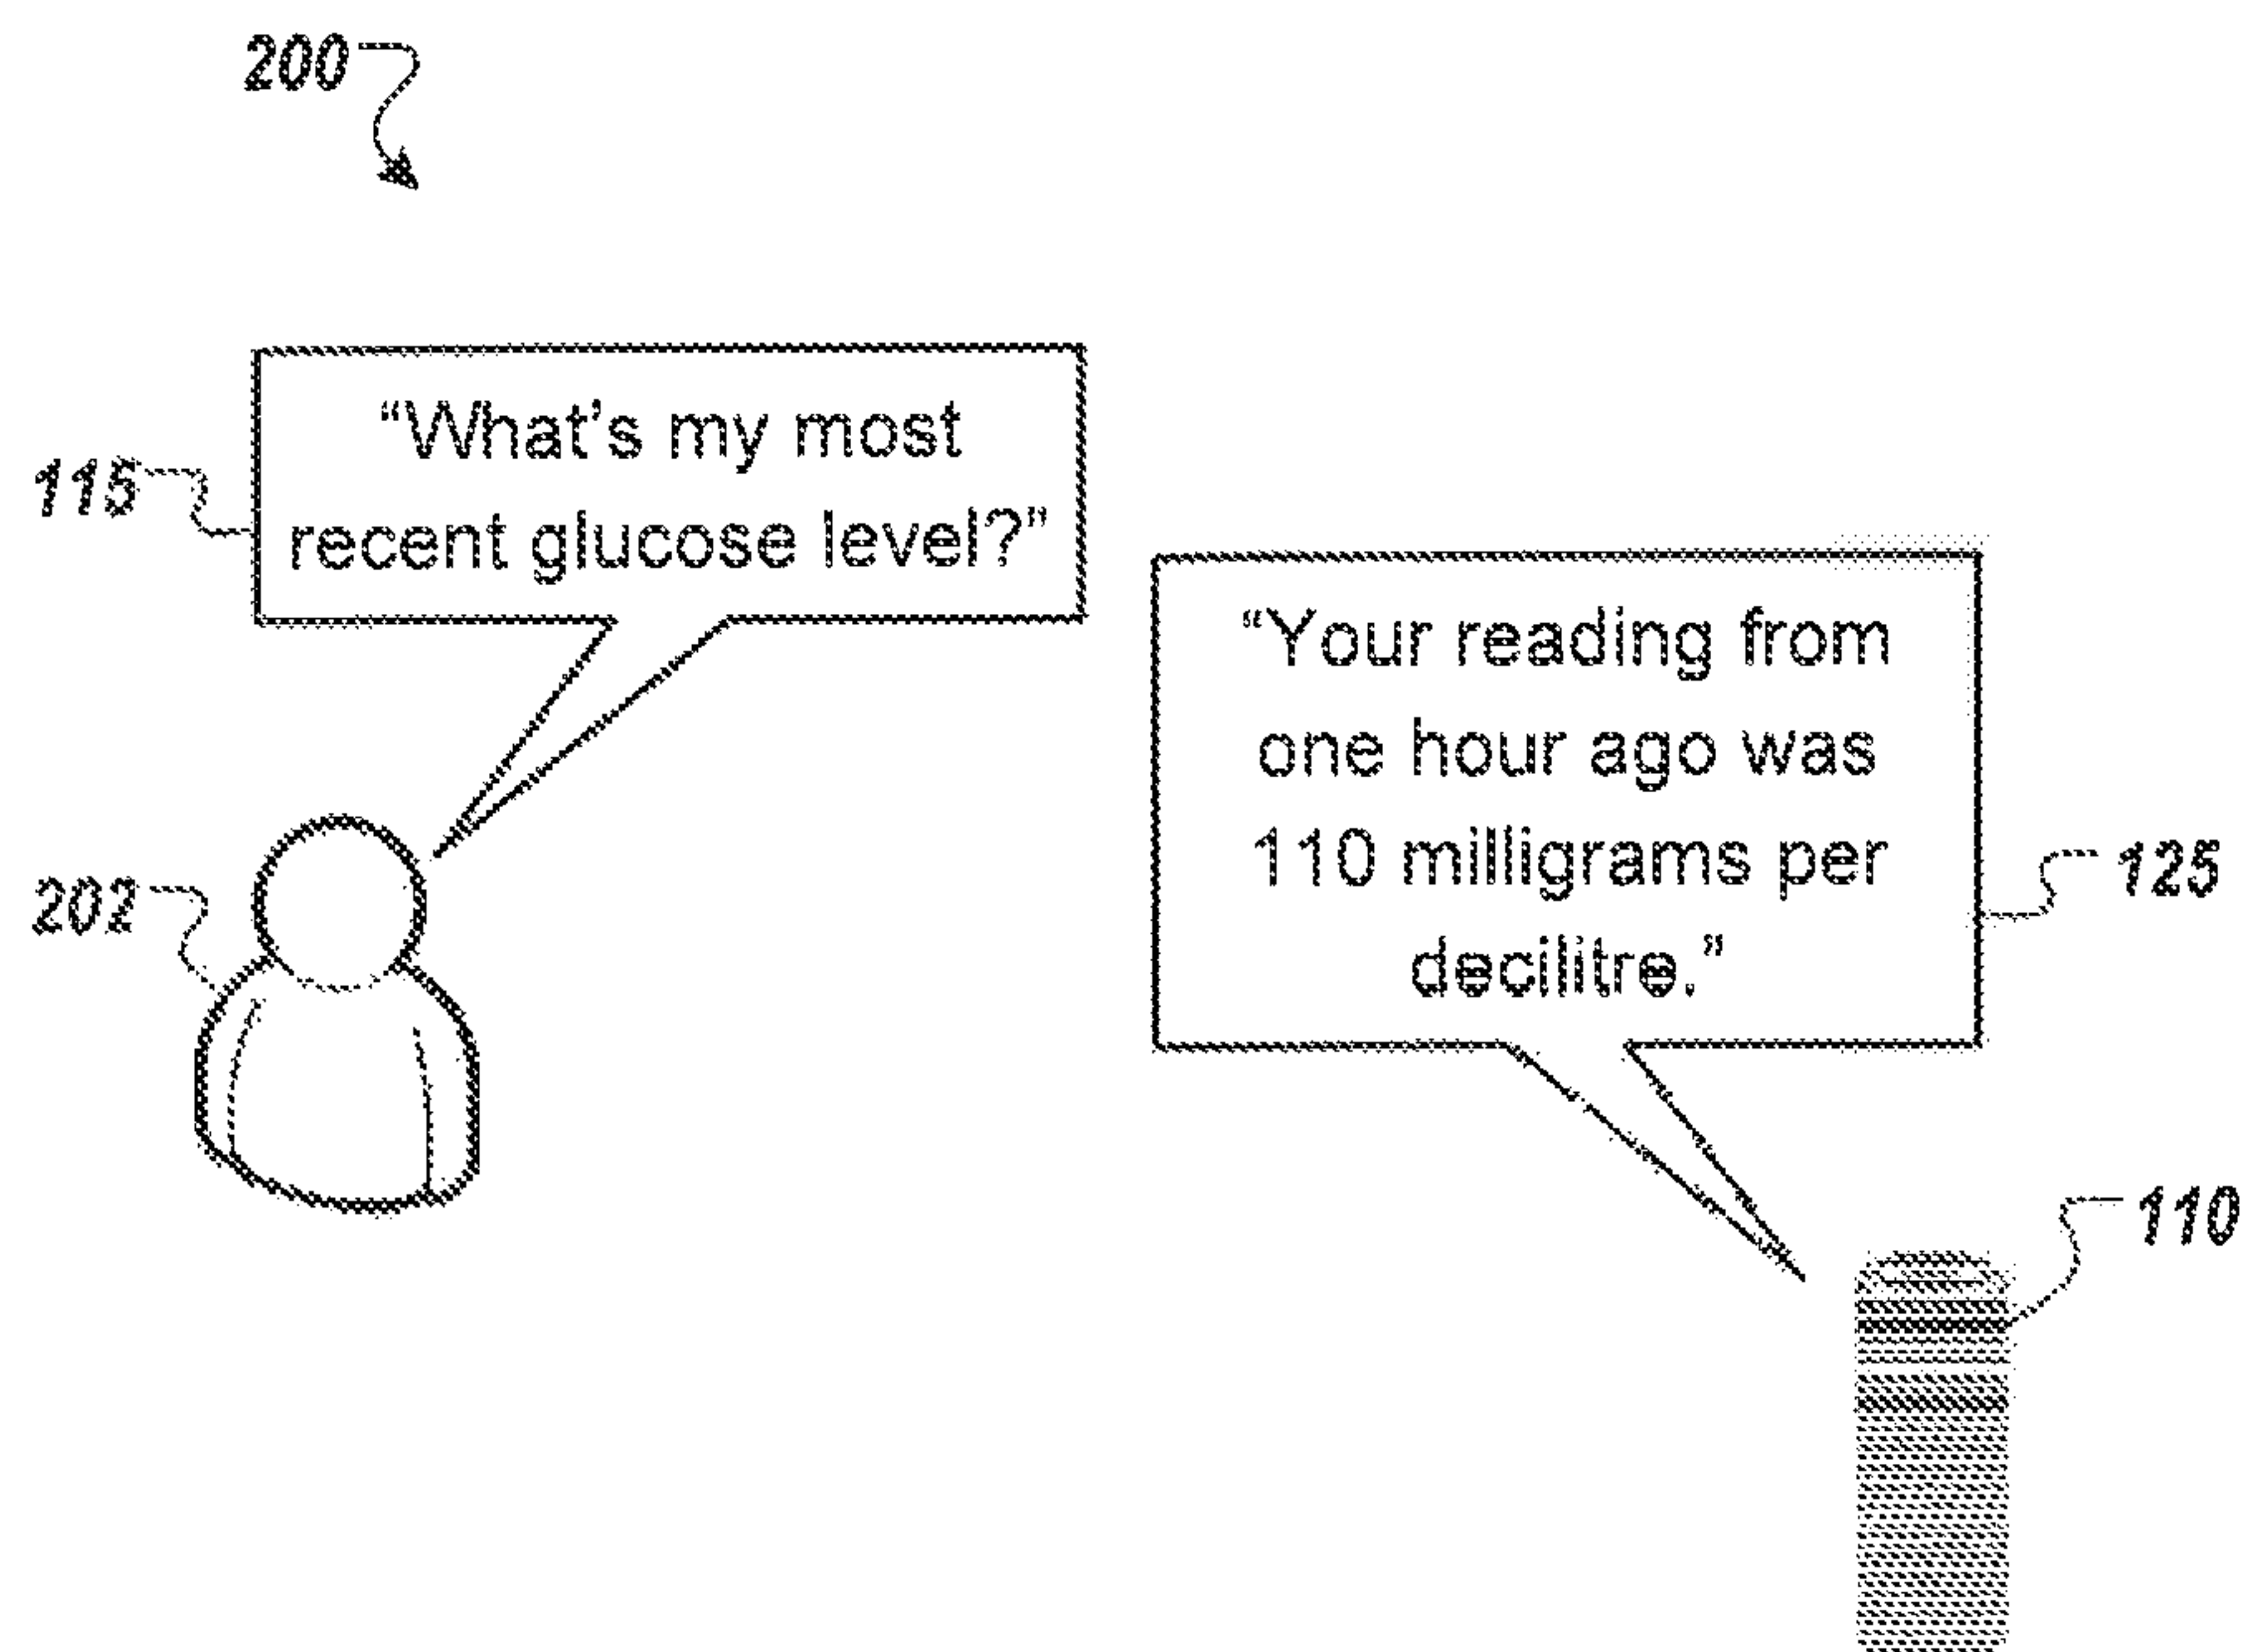 200
“What’s my most
recent glucose level?”
115
“Your reading from
one hour ago was
110 milligrams per
decilitre.”
125
202
110